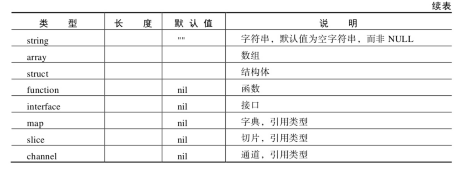 续表
类 型 长 度 默 认 值 说 明
string "" 字符串，默认值为空字符串，而非 NULL
array 数组
struct 结构体
function nil 函数
interface nil 接口
map nil 字典，引用类型
slice nil 切片，引用类型
channel nil 通道，引用类型